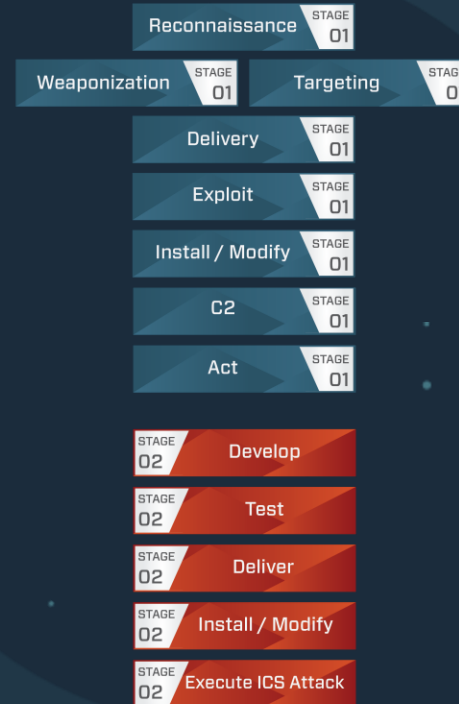 Reconnaissance STAGE 01
Weaponization STAGE 01 Targeting
Delivery STAGE 01
Exploit STAGE 01
Install / Modify STAGE 01
C2 STAGE 01
Act STAGE 01
STAGE 02 Develop
STAGE 02 Test
STAGE 02 Deliver
STAGE 02 Install / Modify
STAGE 02 Execute ICS Attack